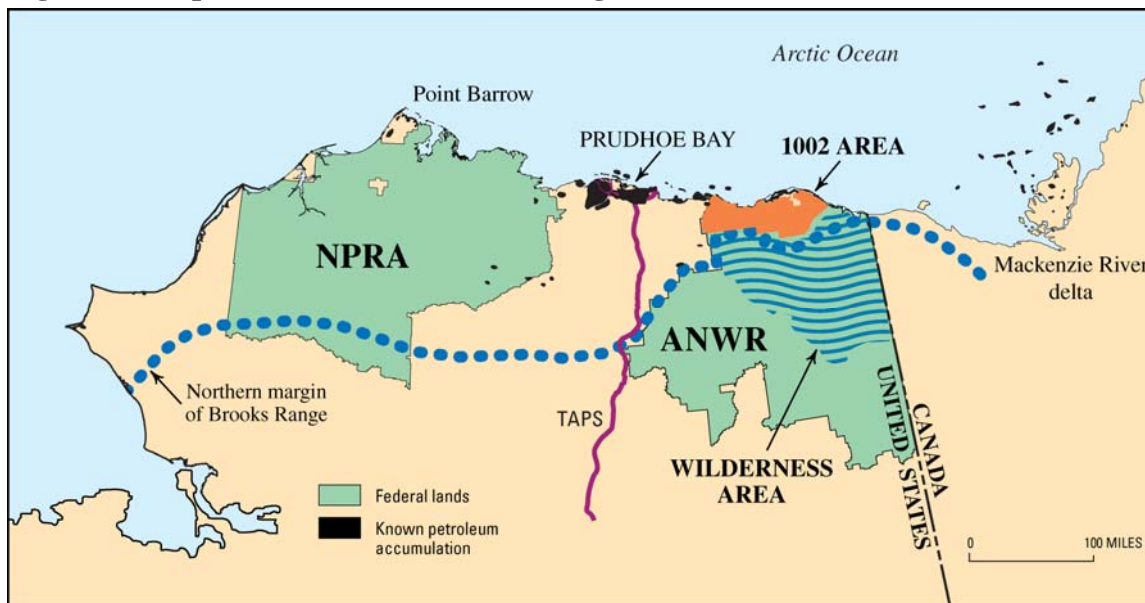 Arctic Ocean
Point Barrow
PRUDHOE BAY
1002 AREA
NPRA
Mackenzie River
delta
ANWR
Northern margin
of Brooks Range
TAPS
CANADA
UNITED STATES
WILDERNESS
AREA
Federal lands
Known petroleum
accumulation
0 100 MILES